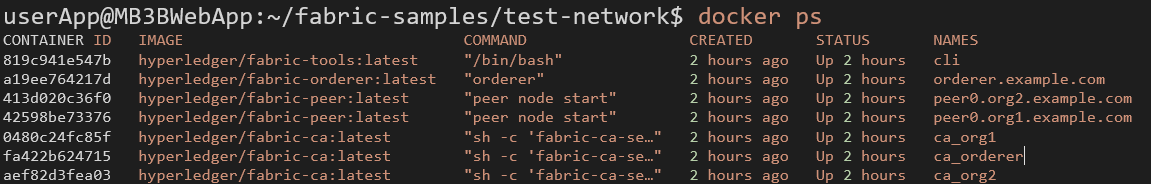 userApp@MB3BWebApp:~/fabric-samples/test-network$ docker ps
CONTAINER ID   IMAGE                               COMMAND                  CREATED       STATUS       NAMES
819c941e547b   hyperledger/fabric-tools:latest     "/bin/bash"              2 hours ago   Up 2 hours   cli
a19ee764217d   hyperledger/fabric-orderer:latest   "orderer"                2 hours ago   Up 2 hours   orderer.example.com
413d020c36f0   hyperledger/fabric-peer:latest      "peer node start"        2 hours ago   Up 2 hours   peer0.org2.example.com
42598be73376   hyperledger/fabric-peer:latest      "peer node start"        2 hours ago   Up 2 hours   peer0.org1.example.com
0480c24fc85f   hyperledger/fabric-ca:latest        "sh -c 'fabric-ca-se…"   2 hours ago   Up 2 hours   ca_org1
fa422b624715   hyperledger/fabric-ca:latest        "sh -c 'fabric-ca-se…"   2 hours ago   Up 2 hours   ca_orderer
aef82d3fea03   hyperledger/fabric-ca:latest        "sh -c 'fabric-ca-se…"   2 hours ago   Up 2 hours   ca_org2